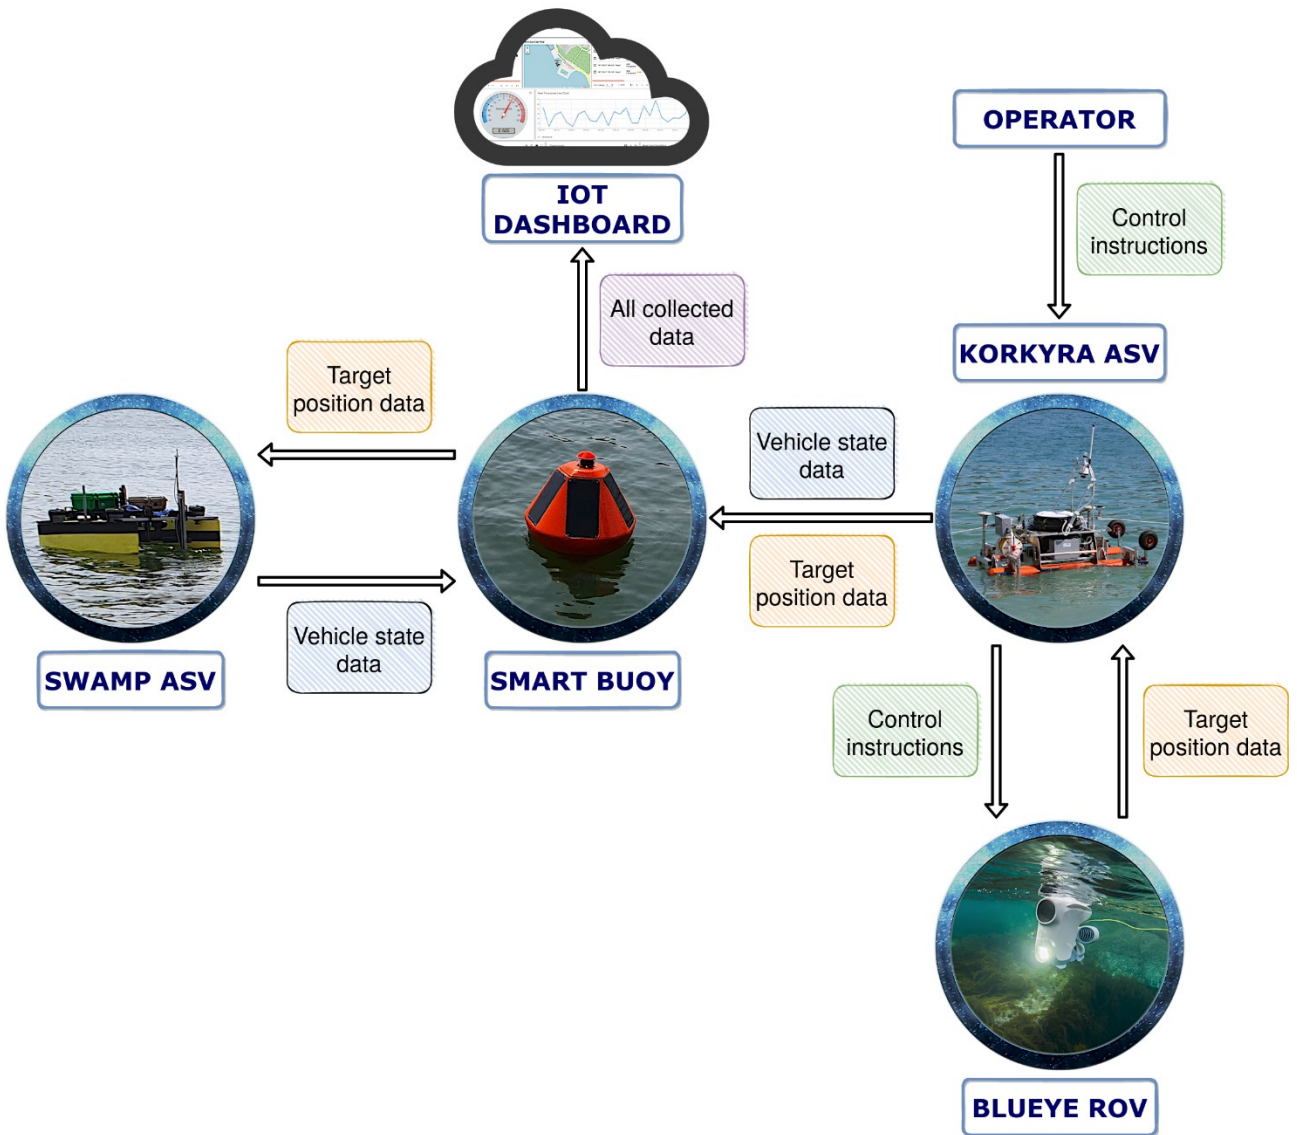 IOT
DASHBOARD
OPERATOR
Control
instructions
All collected
data
KORKYRA ASV
Target
position data
Vehicle state
data
Target
position data
Vehicle state
data
SWAMP ASV
SMART BUOY
Control
instructions
Target
position data
BLUEYE ROV